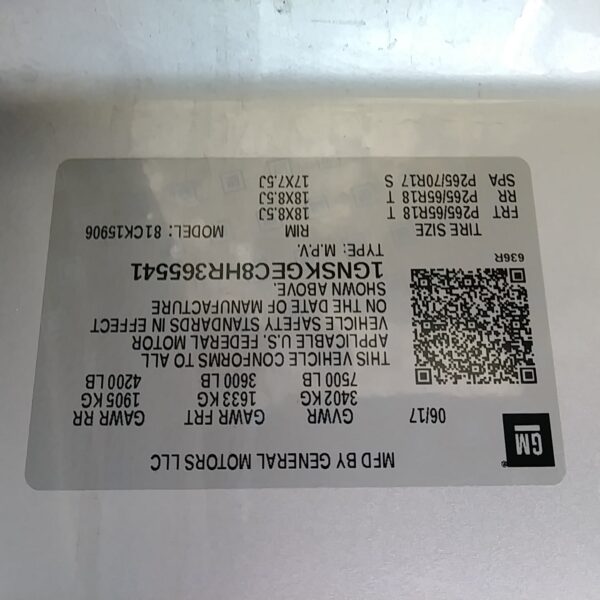 GM
MFD BY GENERAL MOTORS LLC
06/17 GVWR GAWR FRT GAWR RR
3402 KG 1633 KG 1905 KG
7500 LB 3600 LB 4200 LB
THIS VEHICLE CONFORMS TO ALL
APPLICABLE U.S. FEDERAL MOTOR
VEHICLE SAFETY STANDARDS IN EFFECT
ON THE DATE OF MANUFACTURE
SHOWN ABOVE.
1GNSKGEC8HR365541
636R
TYPE: M.P.V.
TIRE SIZE RIM MODEL: 81CK15906
FRT P265/65R18 T 18X8.5J
RR P265/65R18 T 18X8.5J
SPA P265/70R17 S 17X7.5J